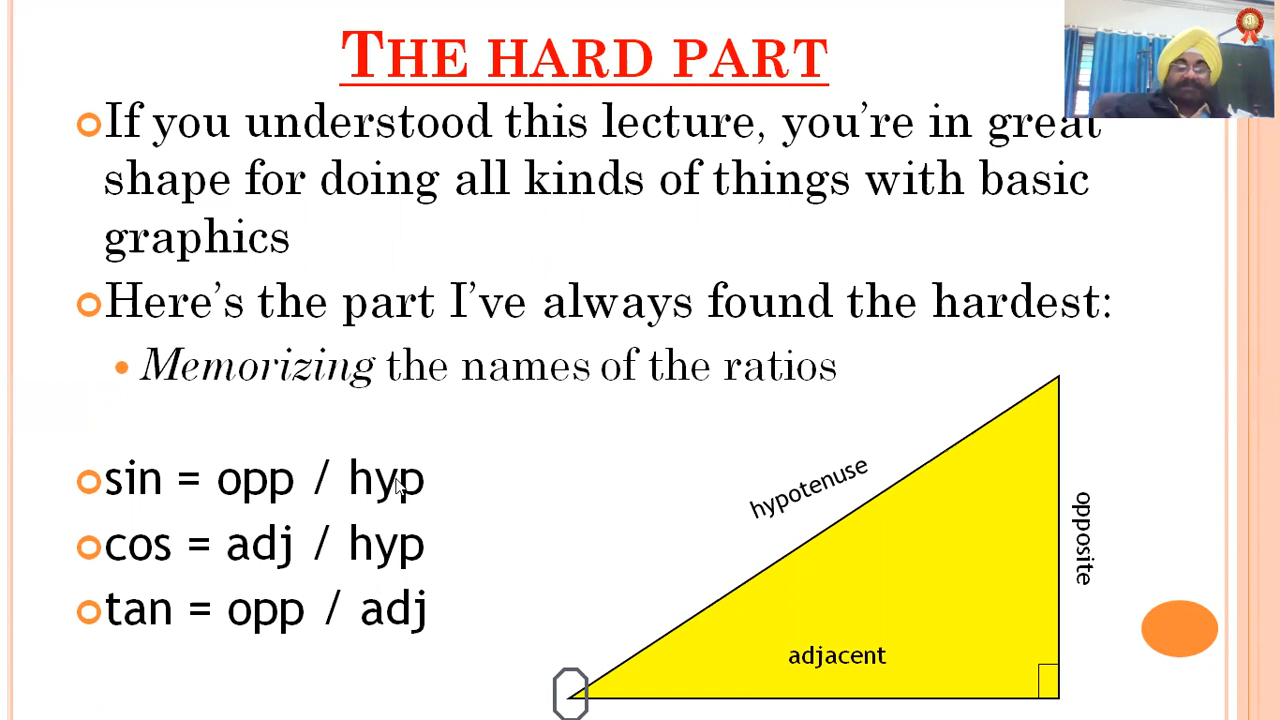 THE HARD PART
If you understood this lecture, you're in great
shape for doing all kinds of things with basic
graphics
Here's the part I've always found the hardest:
Memorizing the names of the ratios
sin = opp / hyp
cos = adj / hyp
tan = opp / adj
hypotenuse
opposite
adjacent